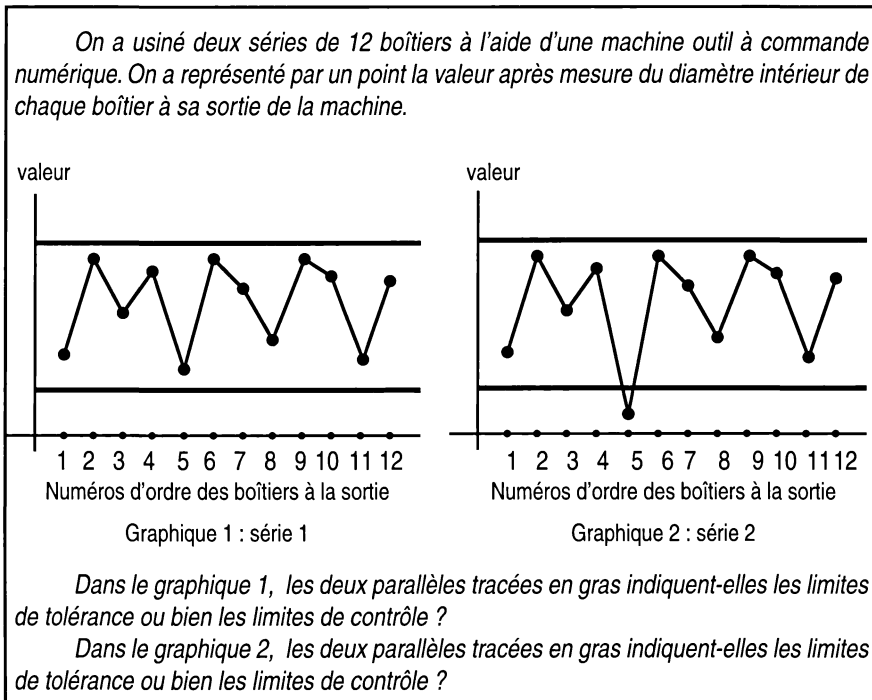 On a usiné deux séries de 12 boîtiers à l'aide d'une machine outil à commande
numérique. On a représenté par un point la valeur après mesure du diamètre intérieur de
chaque boîtier à sa sortie de la machine.
valeur
1 2 3 4 5 6 7 8 9 10 11 12
Numéros d'ordre des boîtiers à la sortie
Graphique 1 : série 1
valeur
1 2 3 4 5 6 7 8 9 10 11 12
Numéros d'ordre des boîtiers à la sortie
Graphique 2 : série 2
Dans le graphique 1, les deux parallèles tracées en gras indiquent-elles les limites
de tolérance ou bien les limites de contrôle ?
Dans le graphique 2, les deux parallèles tracées en gras indiquent-elles les limites
de tolérance ou bien les limites de contrôle ?